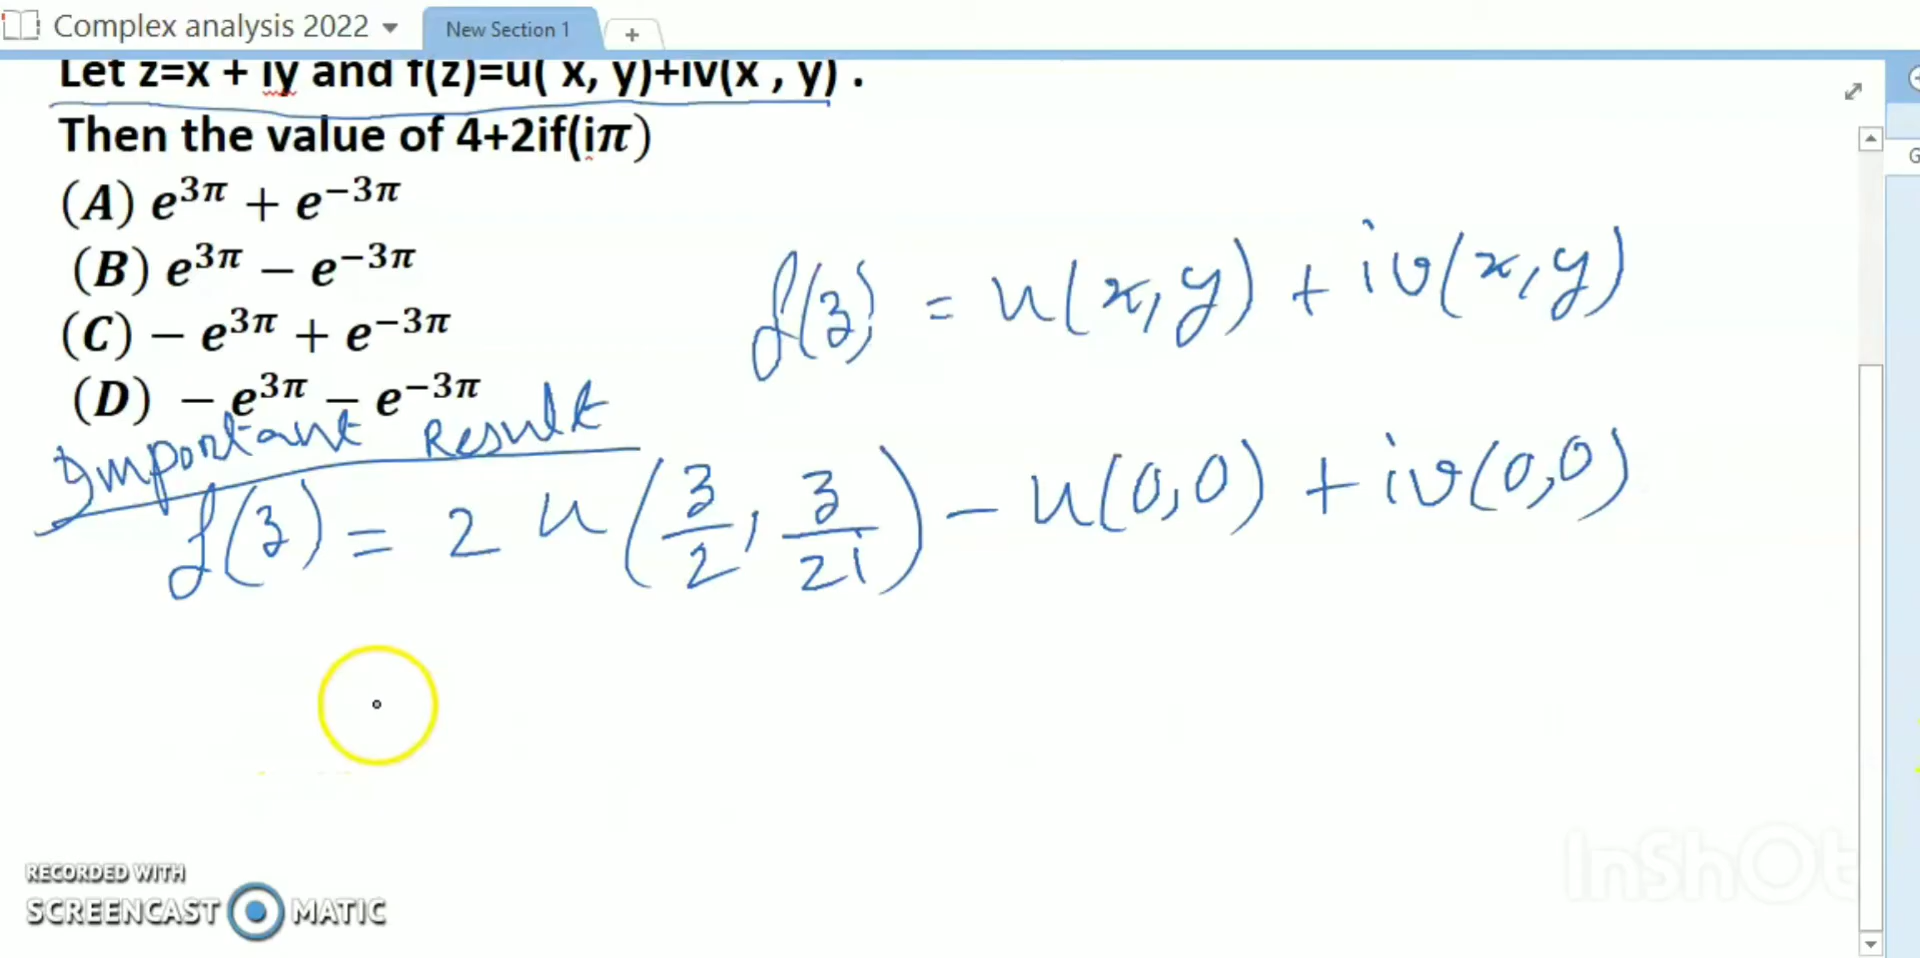 Complex analysis 2022
New Section 1
+
Let z=x + iy and f(z)=u( x, y)+iv(x , y) .
Then the value of 4+2if(iπ)
(A) e^{3π} + e^{-3π}
(B) e^{3π} − e^{-3π}
(C) − e^{3π} + e^{-3π}
(D) − e^{3π} − e^{-3π}
f(z) = u(x, y) + iv(x, y)
Important Result
f(z) = 2 u(z/2, z/2i) − u(0,0) + iv(0,0)
RECORDED WITH
SCREENCAST MATIC
InShOt
G